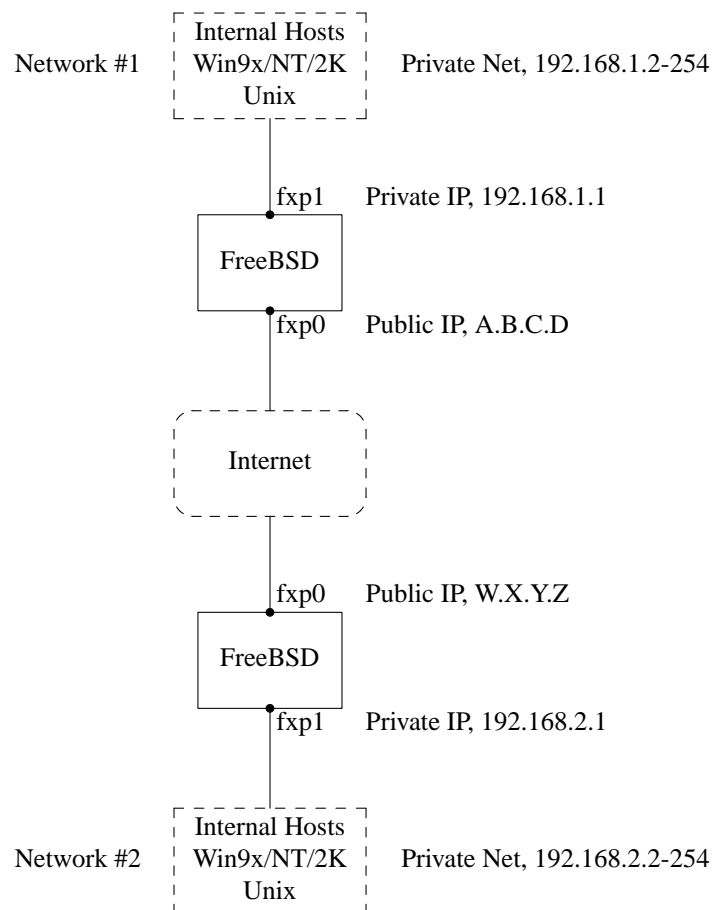 Internal Hosts
Network #1 Win9x/NT/2K Private Net, 192.168.1.2-254
Unix
fxp1 Private IP, 192.168.1.1
FreeBSD
fxp0 Public IP, A.B.C.D
Internet
fxp0 Public IP, W.X.Y.Z
FreeBSD
fxp1 Private IP, 192.168.2.1
Internal Hosts
Network #2 Win9x/NT/2K Private Net, 192.168.2.2-254
Unix